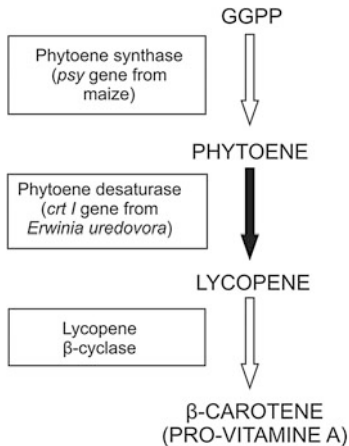 GGPP
Phytoene synthase
(psy gene from
maize)
PHYTOENE
Phytoene desaturase
(crt I gene from
Erwinia uredovora)
LYCOPENE
Lycopene
β-cyclase
β-CAROTENE
(PRO-VITAMINE A)